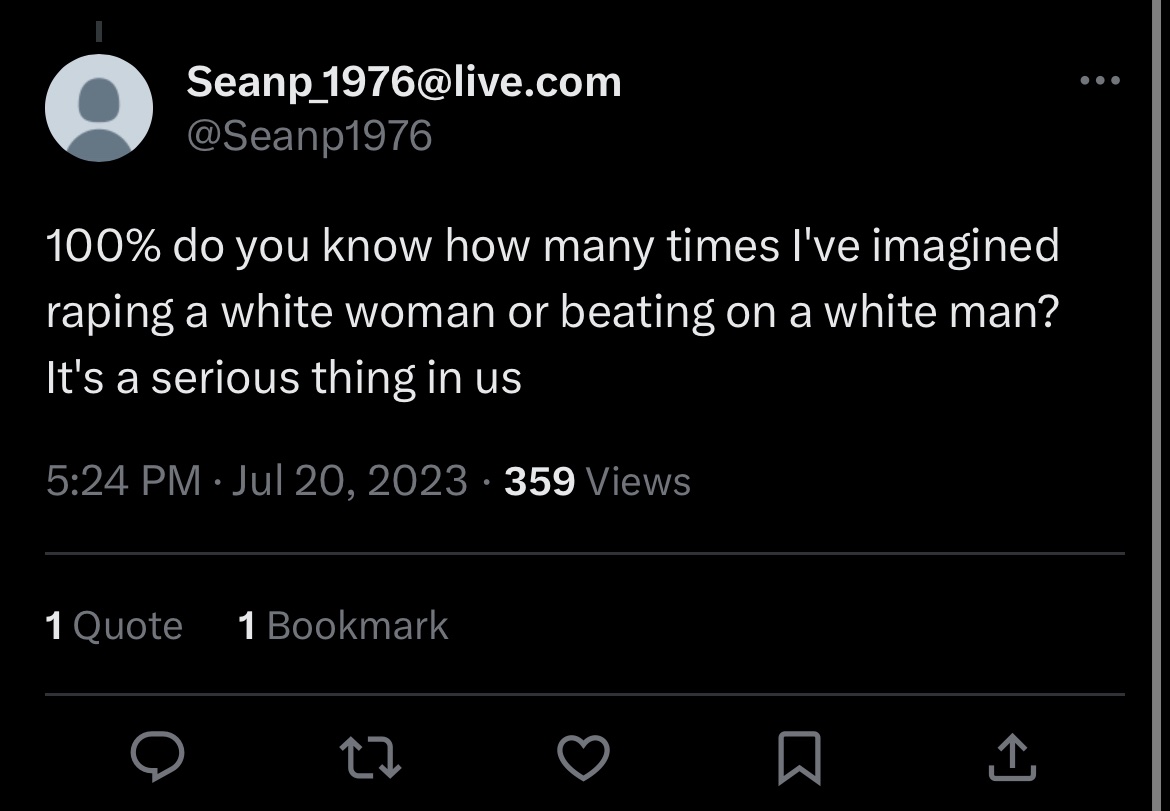 Seanp_1976@live.com
@Seanp1976
100% do you know how many times I've imagined
raping a white woman or beating on a white man?
It's a serious thing in us
5:24 PM · Jul 20, 2023 · 359 Views
1 Quote 1 Bookmark